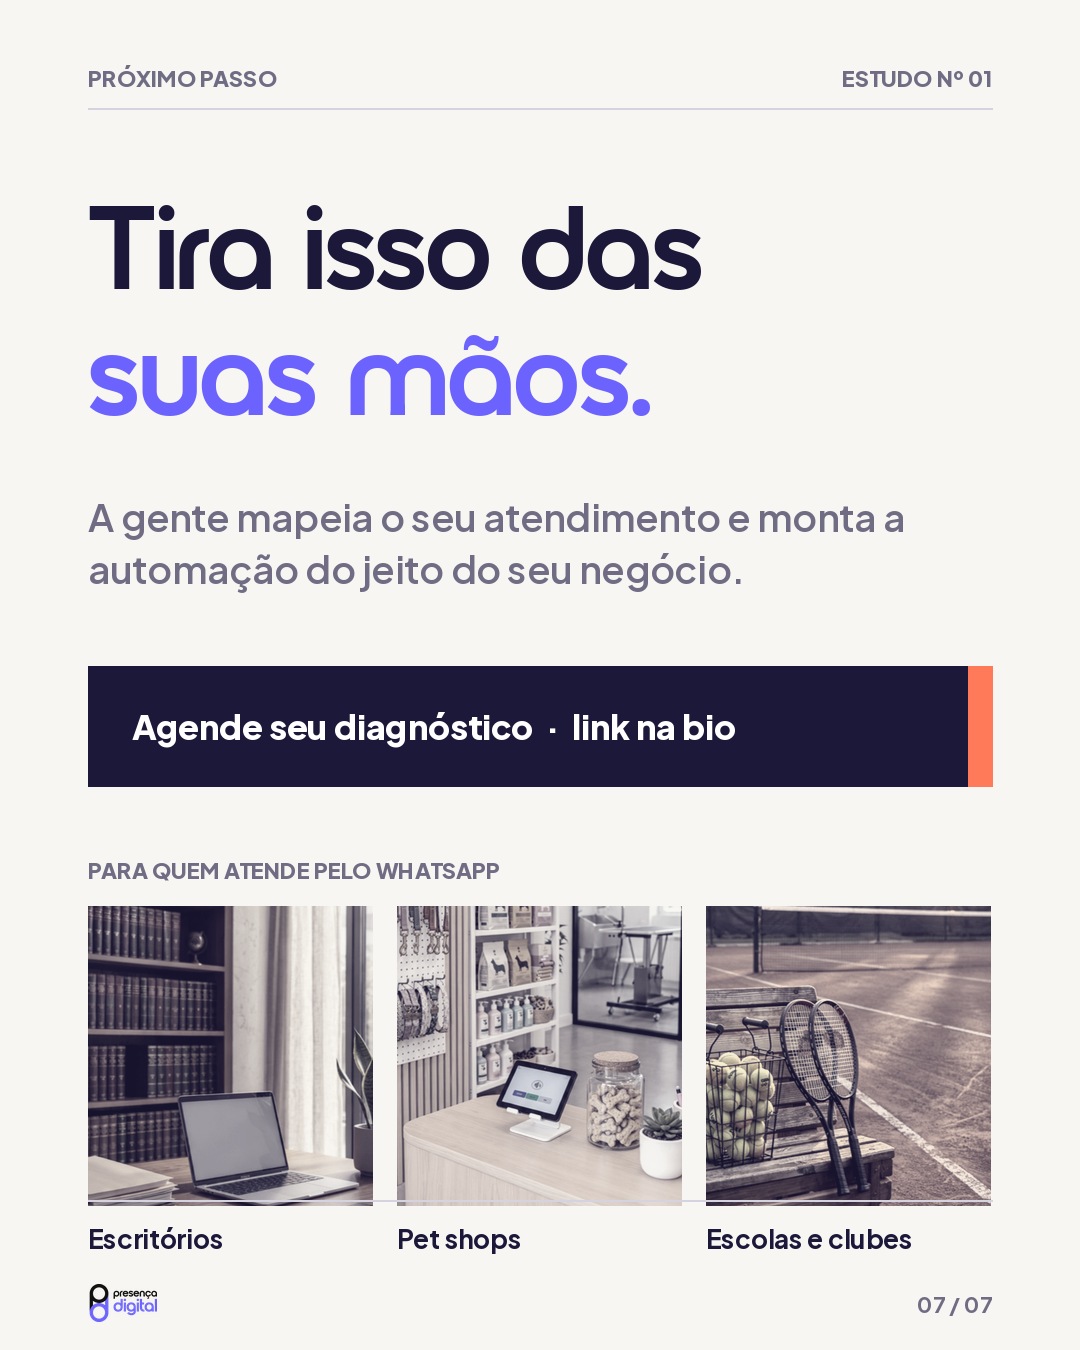 PRÓXIMO PASSO
ESTUDO Nº 01
Tira isso das
suas mãos.
A gente mapeia o seu atendimento e monta a
automação do jeito do seu negócio.
Agende seu diagnóstico · link na bio
PARA QUEM ATENDE PELO WHATSAPP
Escritórios
Pet shops
Escolas e clubes
presença
digital
07 / 07